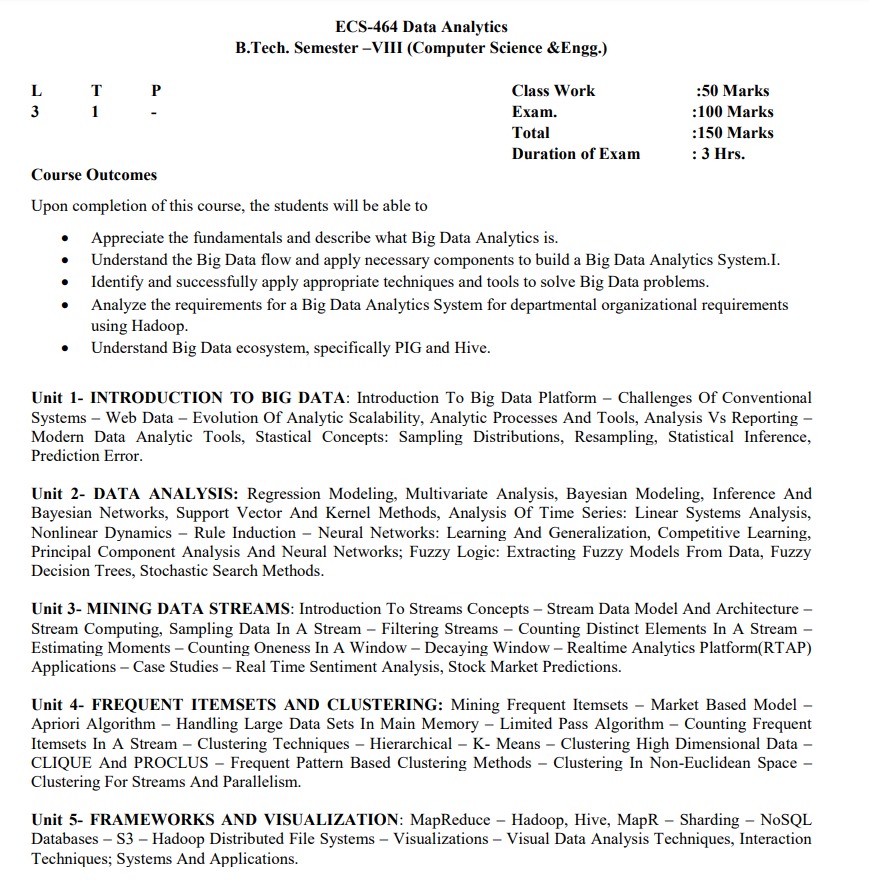 ECS-464 Data Analytics
B.Tech. Semester –VIII (Computer Science &Engg.)
L T P Class Work :50 Marks
3 1 - Exam. :100 Marks
Total :150 Marks
Duration of Exam : 3 Hrs.
Course Outcomes
Upon completion of this course, the students will be able to
• Appreciate the fundamentals and describe what Big Data Analytics is.
• Understand the Big Data flow and apply necessary components to build a Big Data Analytics System.I.
• Identify and successfully apply appropriate techniques and tools to solve Big Data problems.
• Analyze the requirements for a Big Data Analytics System for departmental organizational requirements
using Hadoop.
• Understand Big Data ecosystem, specifically PIG and Hive.
Unit 1- INTRODUCTION TO BIG DATA: Introduction To Big Data Platform – Challenges Of Conventional
Systems – Web Data – Evolution Of Analytic Scalability, Analytic Processes And Tools, Analysis Vs Reporting –
Modern Data Analytic Tools, Stastical Concepts: Sampling Distributions, Resampling, Statistical Inference,
Prediction Error.
Unit 2- DATA ANALYSIS: Regression Modeling, Multivariate Analysis, Bayesian Modeling, Inference And
Bayesian Networks, Support Vector And Kernel Methods, Analysis Of Time Series: Linear Systems Analysis,
Nonlinear Dynamics – Rule Induction – Neural Networks: Learning And Generalization, Competitive Learning,
Principal Component Analysis And Neural Networks; Fuzzy Logic: Extracting Fuzzy Models From Data, Fuzzy
Decision Trees, Stochastic Search Methods.
Unit 3- MINING DATA STREAMS: Introduction To Streams Concepts – Stream Data Model And Architecture –
Stream Computing, Sampling Data In A Stream – Filtering Streams – Counting Distinct Elements In A Stream –
Estimating Moments – Counting Oneness In A Window – Decaying Window – Realtime Analytics Platform(RTAP)
Applications – Case Studies – Real Time Sentiment Analysis, Stock Market Predictions.
Unit 4- FREQUENT ITEMSETS AND CLUSTERING: Mining Frequent Itemsets – Market Based Model –
Apriori Algorithm – Handling Large Data Sets In Main Memory – Limited Pass Algorithm – Counting Frequent
Itemsets In A Stream – Clustering Techniques – Hierarchical – K- Means – Clustering High Dimensional Data –
CLIQUE And PROCLUS – Frequent Pattern Based Clustering Methods – Clustering In Non-Euclidean Space –
Clustering For Streams And Parallelism.
Unit 5- FRAMEWORKS AND VISUALIZATION: MapReduce – Hadoop, Hive, MapR – Sharding – NoSQL
Databases – S3 – Hadoop Distributed File Systems – Visualizations – Visual Data Analysis Techniques, Interaction
Techniques; Systems And Applications.